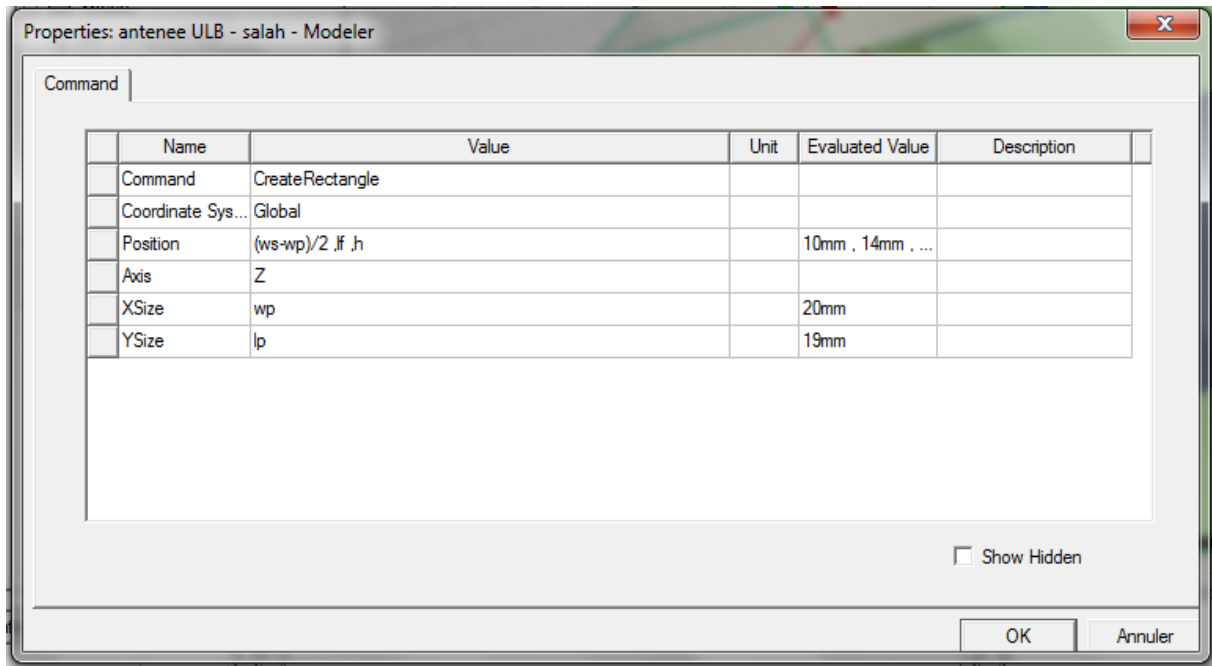 Properties: antenee ULB - salah - Modeler
Command
Name Value Unit Evaluated Value Description
Command CreateRectangle
Coordinate Sys... Global
Position (ws-wp)/2 ,lf ,h 10mm , 14mm , ...
Axis Z
XSize wp 20mm
YSize lp 19mm
Show Hidden
OK Annuler